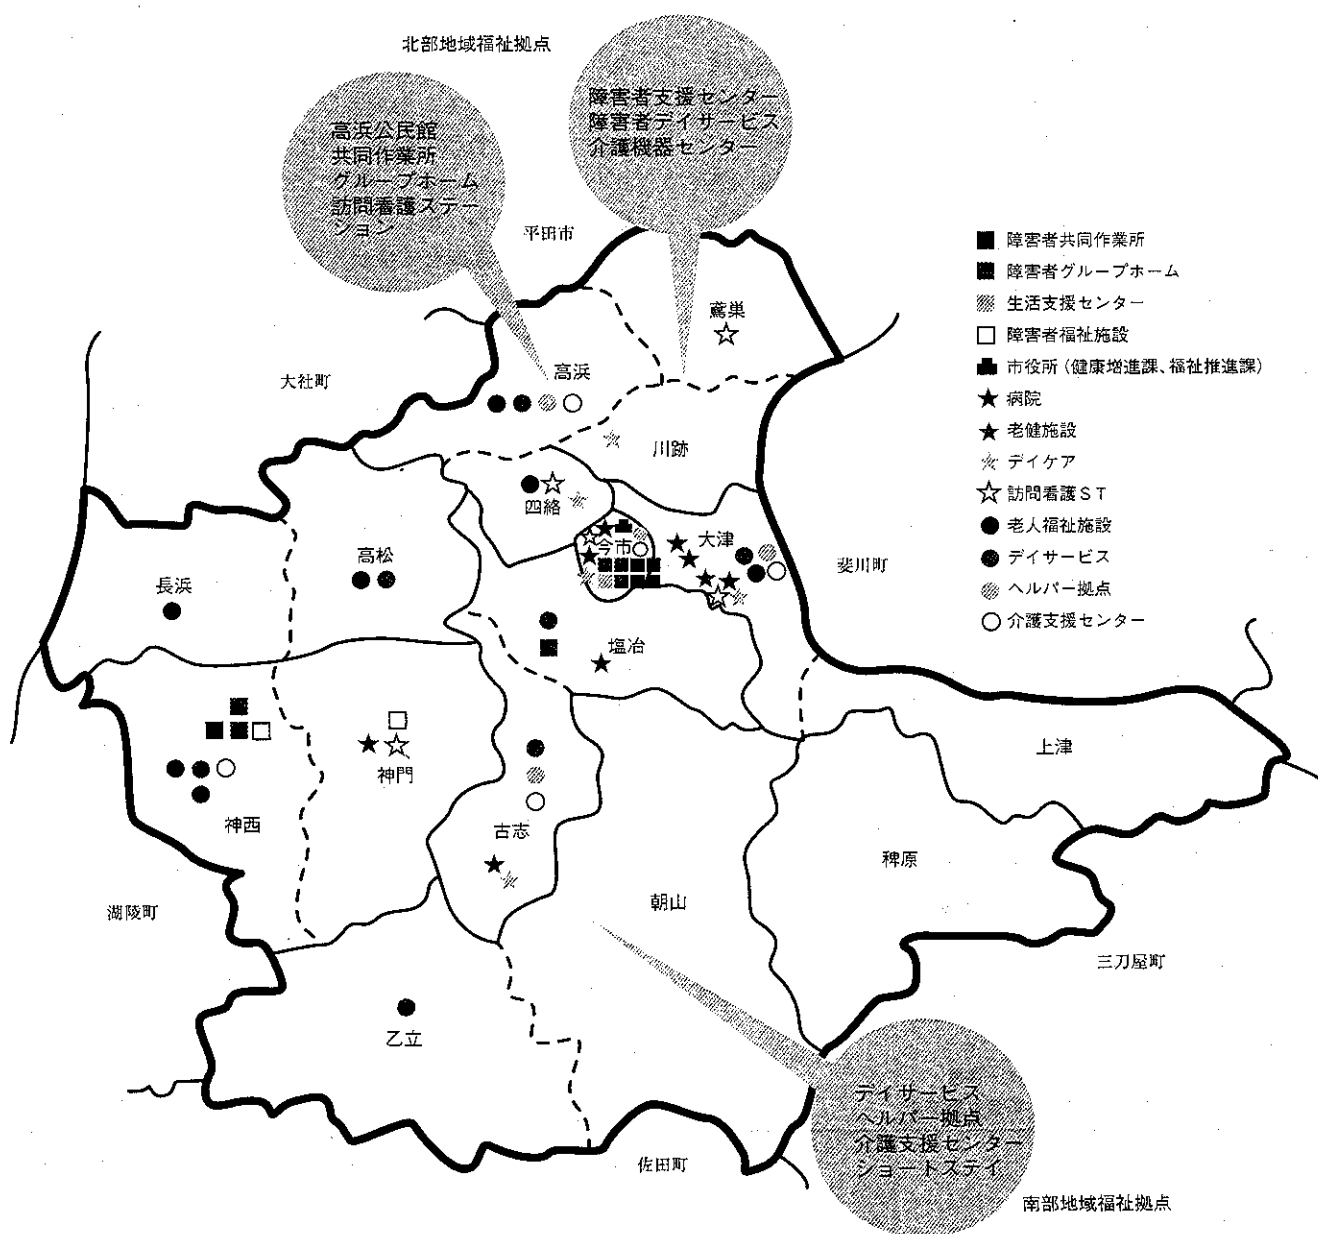 北部地域福祉拠点
高浜公民館
共同作業所
グループホーム
訪問看護ステー
ション
障害者支援センター
障害者デイサービス
介護機器センター
平田市
大社町
斐川町
湖陵町
三刀屋町
佐田町
鳶巣
高浜
川跡
四絡
今市
大津
高松
長浜
塩冶
神西
神門
古志
上津
稗原
朝山
乙立
障害者共同作業所
障害者グループホーム
生活支援センター
障害者福祉施設
市役所(健康増進課、福祉推進課)
病院
老健施設
デイケア
訪問看護ST
老人福祉施設
デイサービス
ヘルパー拠点
介護支援センター
デイサービス
ヘルパー拠点
介護支援センター
ショートステイ
南部地域福祉拠点